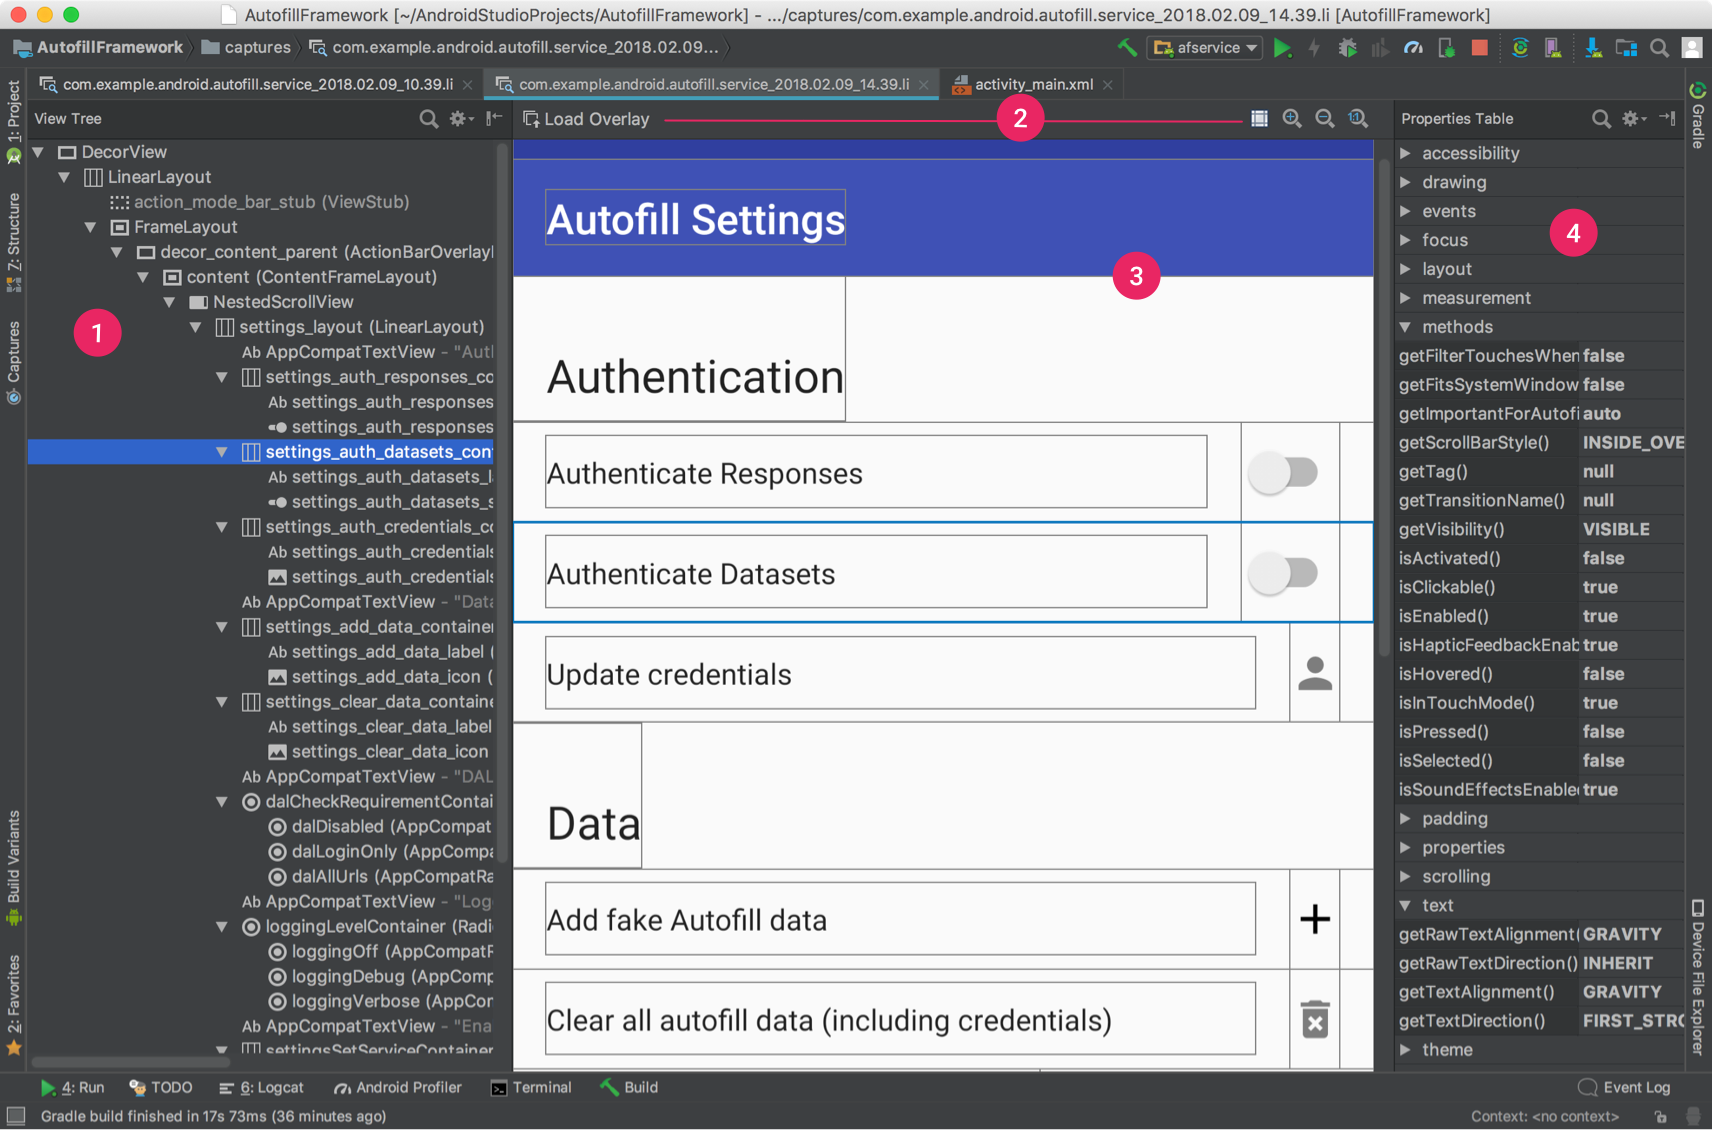 AutofillFramework [~/AndroidStudioProjects/AutofillFramework] - .../captures/com.example.android.autofill.service_2018.02.09_14.39.li [AutofillFramework]
AutofillFramework
captures
com.example.android.autofill.service_2018.02.09...
afservice
com.example.android.autofill.service_2018.02.09_10.39.li
com.example.android.autofill.service_2018.02.09_14.39.li
activity_main.xml
1: Project
Z: Structure
Captures
Build Variants
2: Favorites
View Tree
DecorView
LinearLayout
action_mode_bar_stub (ViewStub)
FrameLayout
decor_content_parent (ActionBarOverlayl
content (ContentFrameLayout)
NestedScrollView
1
settings_layout (LinearLayout)
Ab AppCompatTextView - "Aut
settings_auth_responses_co
Ab settings_auth_responses
settings_auth_responses
settings_auth_datasets_con
Ab settings_auth_datasets_l
settings_auth_datasets_s
settings_auth_credentials_c
Ab settings_auth_credentials
settings_auth_credentials
Ab AppCompatTextView - "Data
settings_add_data_container
Ab settings_add_data_label (
settings_add_data_icon (
settings_clear_data_containe
Ab settings_clear_data_label
settings_clear_data_icon
Ab AppCompatTextView - "DAL
dalCheckRequirementContai
dalDisabled (AppCompat
dalLoginOnly (AppCompa
dalAllUrls (AppCompatRa
Ab AppCompatTextView - "Log
loggingLevelContainer (Radi
loggingOff (AppCompatR
loggingDebug (AppComp
loggingVerbose (AppCom
Ab AppCompatTextView - "Ena
settingsSetServiceContainer
Load Overlay
2
1:1
Autofill Settings
3
Authentication
Authenticate Responses
Authenticate Datasets
Update credentials
Data
Add fake Autofill data
Clear all autofill data (including credentials)
Properties Table
accessibility
drawing
events
4
focus
layout
measurement
methods
getFilterTouchesWhen false
getFitsSystemWindow false
getImportantForAutofi auto
getScrollBarStyle() INSIDE_OVE
getTag() null
getTransitionName() null
getVisibility() VISIBLE
isActivated() false
isClickable() true
isEnabled() true
isHapticFeedbackEnab true
isHovered() false
isInTouchMode() true
isPressed() false
isSelected() false
isSoundEffectsEnable true
padding
properties
scrolling
text
getRawTextAlignment( GRAVITY
getRawTextDirection() INHERIT
getTextAlignment() GRAVITY
getTextDirection() FIRST_STRO
theme
Gradle
Device File Explorer
4: Run
TODO
6: Logcat
Android Profiler
Terminal
Build
Event Log
Gradle build finished in 17s 73ms (36 minutes ago)
Context: <no context>